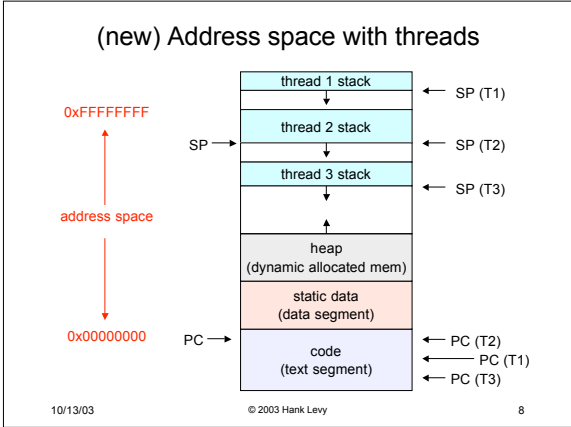 (new) Address space with threads
thread 1 stack
SP (T1)
0xFFFFFFFF
thread 2 stack
SP
SP (T2)
thread 3 stack
SP (T3)
address space
heap
(dynamic allocated mem)
static data
(data segment)
0x00000000
PC
PC (T2)
code
(text segment)
PC (T1)
PC (T3)
10/13/03
© 2003 Hank Levy
8